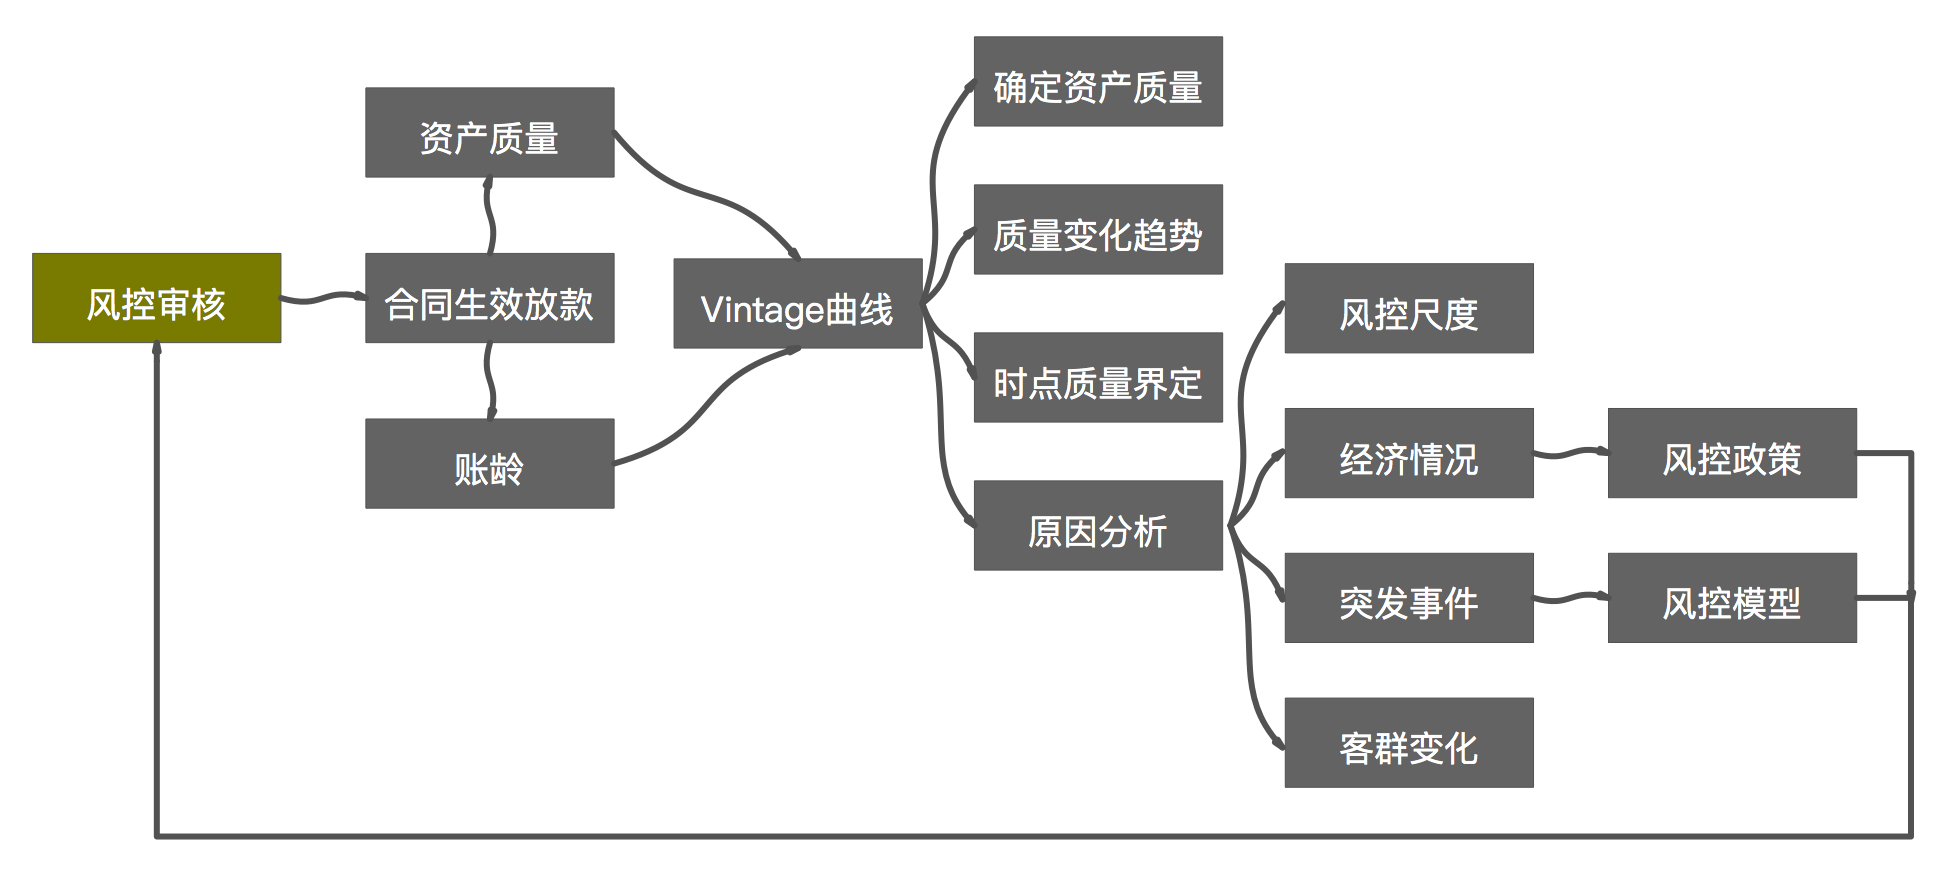 风控审核
资产质量
合同生效放款
账龄
Vintage曲线
确定资产质量
质量变化趋势
时点质量界定
原因分析
风控尺度
经济情况
突发事件
客群变化
风控政策
风控模型